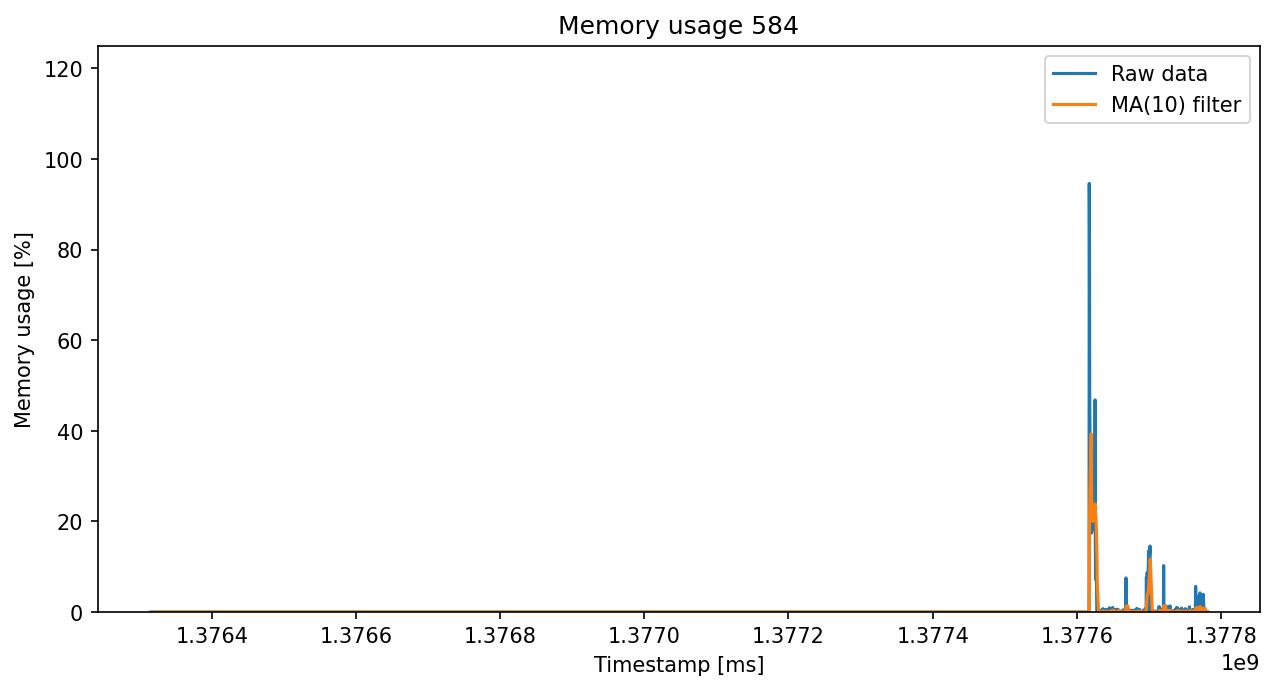 Memory usage 584
Raw data
MA(10) filter
Memory usage [%]
120
100
80
60
40
20
0
1.3764 1.3766 1.3768 1.3770 1.3772 1.3774 1.3776 1.3778
1e9
Timestamp [ms]